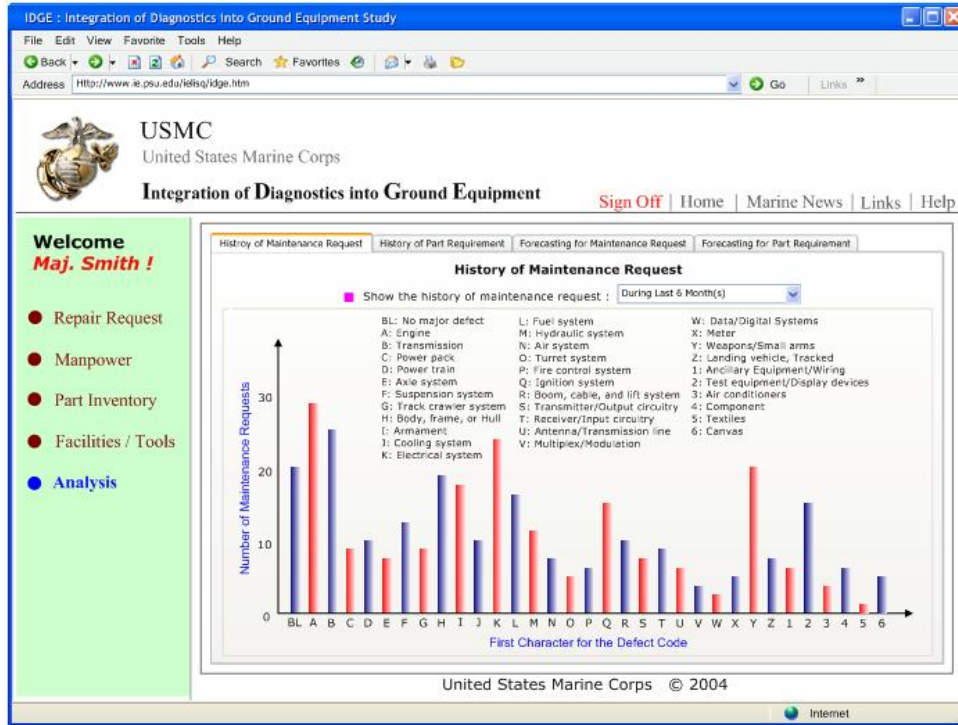 IDGE : Integration of Diagnostics into Ground Equipment Study
File Edit View Favorite Tools Help
Back Search Favorites
Address Http://www.ie.psu.edu/ielisq/idge.htm Go Links »
USMC
United States Marine Corps
Integration of Diagnostics into Ground Equipment
Sign Off | Home | Marine News | Links | Help
Welcome
Maj. Smith !
Repair Request
Manpower
Part Inventory
Facilities / Tools
Analysis
Histroy of Maintenance Request History of Part Requirement Forecasting for Maintenance Request Forecasting for Part Requirement
History of Maintenance Request
Show the history of maintenance request : During Last 6 Month(s)
BL: No major defect
A: Engine
B: Transmission
C: Power pack
D: Power train
E: Axle system
F: Suspension system
G: Track crawler system
H: Body, frame, or Hull
I: Armament
J: Cooling system
K: Electrical system
L: Fuel system
M: Hydraulic system
N: Air system
O: Turret system
P: Fire control system
Q: Ignition system
R: Boom, cable, and lift system
S: Transmitter/Output circuitry
T: Receiver/Input circuitry
U: Antenna/Transmission line
V: Multiplex/Modulation
W: Data/Digital Systems
X: Meter
Y: Weapons/Small arms
Z: Landing vehicle, Tracked
1: Ancillary Equipment/Wiring
2: Test equipment/Display devices
3: Air conditioners
4: Component
5: Textiles
6: Canvas
Number of Maintenance Requests
30
20
10
0
BL A B C D E F G H I J K L M N O P Q R S T U V W X Y Z 1 2 3 4 5 6
First Character for the Defect Code
United States Marine Corps © 2004
Internet